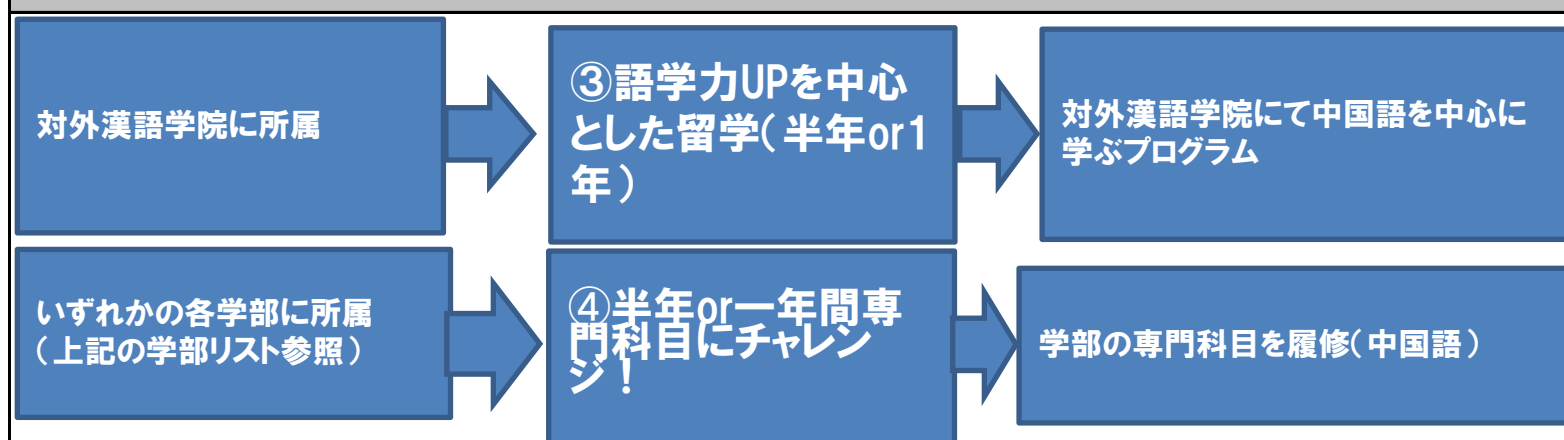 対外漢語学院に所属
③語学力UPを中心
とした留学(半年or1
年)
対外漢語学院にて中国語を中心に
学ぶプログラム
いずれかの各学部に所属
(上記の学部リスト参照)
④半年or一年間専
門科目にチャレン
ジ！
学部の専門科目を履修(中国語)